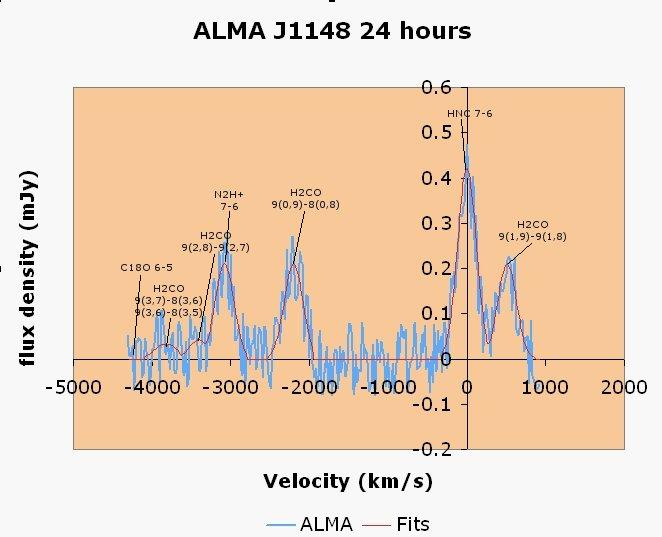 ALMA J1148 24 hours
flux density (mJy)
0.6
0.5
0.4
0.3
0.2
0.1
0
-0.1
-0.2
HNC 7-6
N2H+
7-6
H2CO
9(0,9)-8(0,8)
H2CO
9(2,8)-9(2,7)
H2CO
9(1,9)-9(1,8)
C18O 6-5
H2CO
9(3,7)-8(3,6)
9(3,6)-8(3,5)
-5000 -4000 -3000 -2000 -1000 0 1000 2000
Velocity (km/s)
ALMA Fits